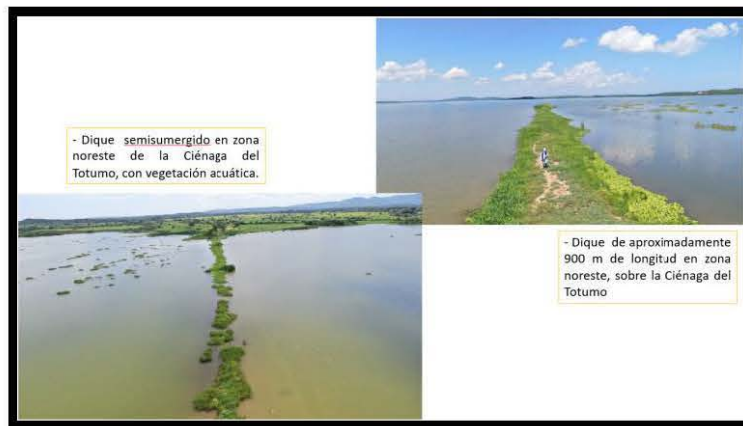 - Dique semisumergido en zona
noreste de la Ciénaga del
Totumo, con vegetación acuática.
- Dique de aproximadamente
900 m de longitud en zona
noreste, sobre la Ciénaga del
Totumo